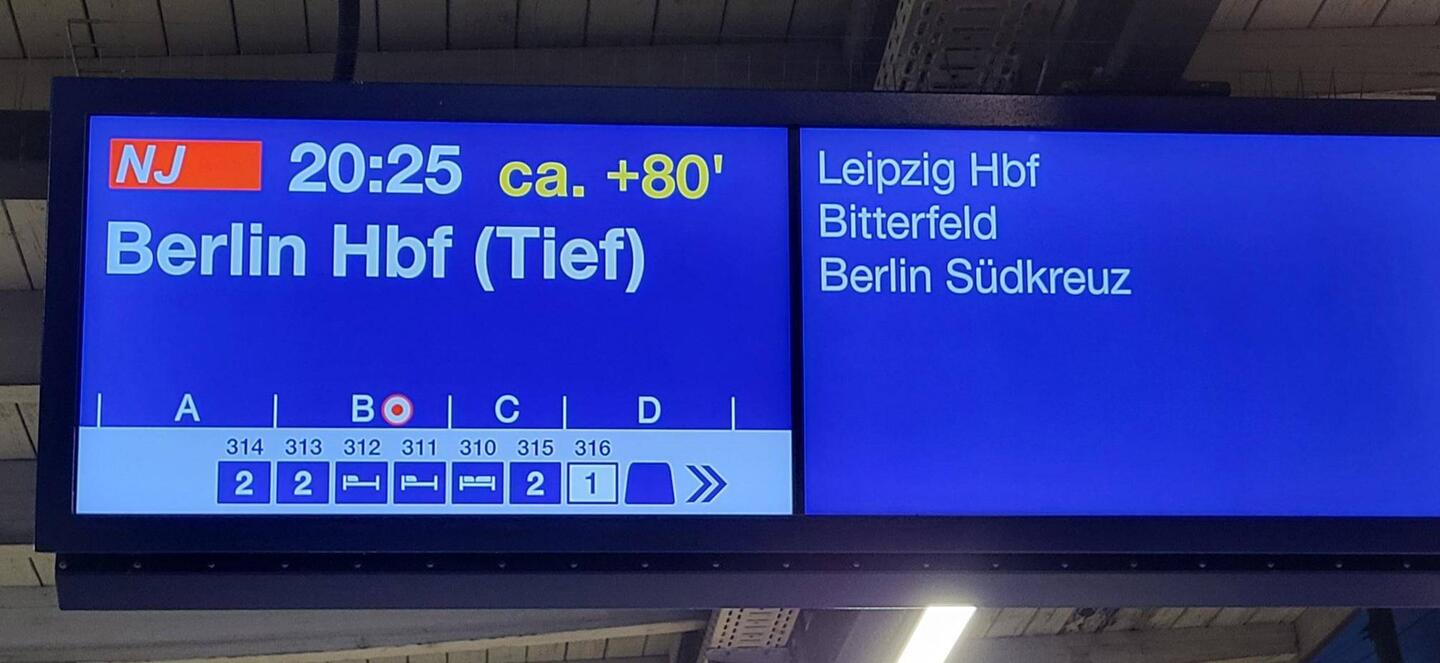 NJ 20:25 ca. +80'
Berlin Hbf (Tief)
A B C D
314 313 312 311 310 315 316
2 2 2 1
Leipzig Hbf
Bitterfeld
Berlin Südkreuz